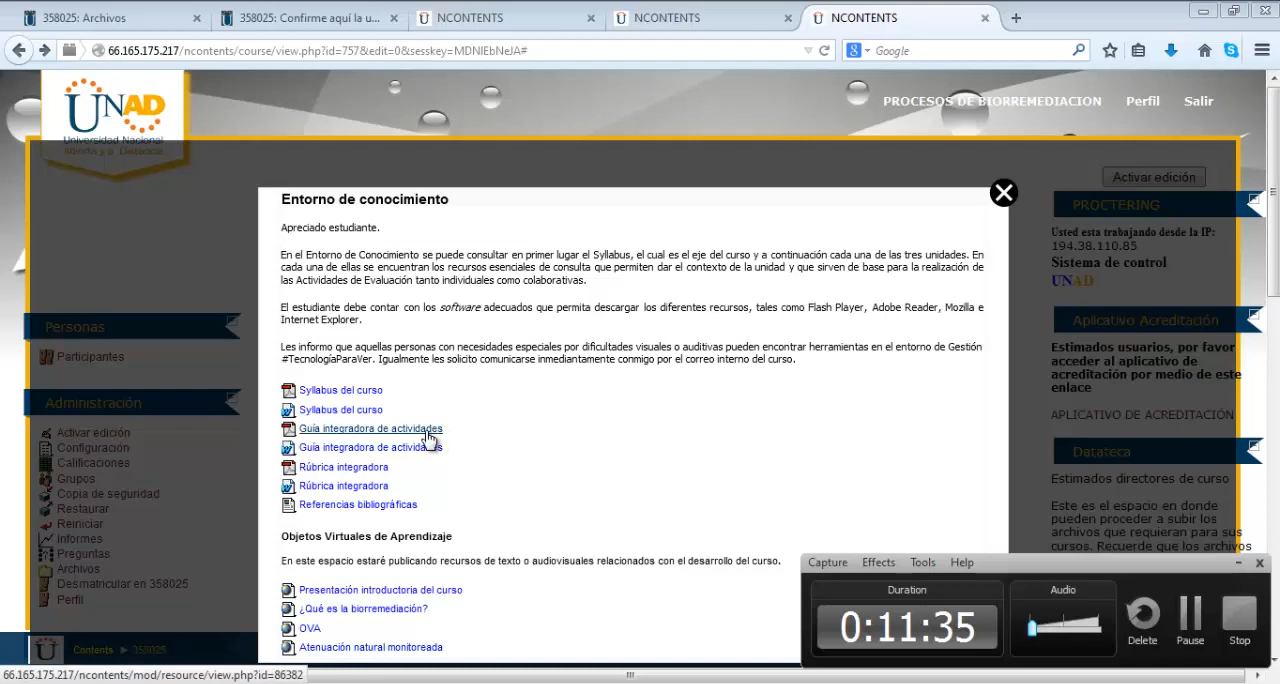 358025: Archivos
358025: Confirme aquí la u...
NCONTENTS
NCONTENTS
NCONTENTS
66.165.175.217/ncontents/course/view.php?id=757&edit=0&sesskey=MDNIEbNeJA#
Google
UNAD
Universidad Nacional
Abierta y a Distancia
PROCESOS DE BIORREMEDIACION
Perfil
Salir
Activar edición
Personas
Participantes
Administración
Activar edición
Configuración
Calificaciones
Grupos
Copia de seguridad
Restaurar
Reiniciar
Informes
Preguntas
Archivos
Desmatricular en 358025
Perfil
Contents ► 358025
Entorno de conocimiento
Apreciado estudiante.
En el Entorno de Conocimiento se puede consultar en primer lugar el Syllabus, el cual es el eje del curso y a continuación cada una de las tres unidades. En
cada una de ellas se encuentran los recursos esenciales de consulta que permiten dar el contexto de la unidad y que sirven de base para la realización de
las Actividades de Evaluación tanto individuales como colaborativas.
El estudiante debe contar con los software adecuados que permita descargar los diferentes recursos, tales como Flash Player, Adobe Reader, Mozilla e
Internet Explorer.
Les informo que aquellas personas con necesidades especiales por dificultades visuales o auditivas pueden encontrar herramientas en el entorno de Gestión
#TecnologíaParaVer. Igualmente les solicito comunicarse inmediatamente conmigo por el correo interno del curso.
Syllabus del curso
Syllabus del curso
Guía integradora de actividades
Guía integradora de actividades
Rúbrica integradora
Rúbrica integradora
Referencias bibliográficas
Objetos Virtuales de Aprendizaje
En este espacio estaré publicando recursos de texto o audiovisuales relacionados con el desarrollo del curso.
Presentación introductoria del curso
¿Qué es la biorremediación?
OVA
Atenuación natural monitoreada
PROCTERING
Usted esta trabajando desde la IP:
194.38.110.85
Sistema de control
UNAD
Aplicativo Acreditación
Estimados usuarios, por favor
acceder al aplicativo de
acreditación por medio de este
enlace
APLICATIVO DE ACREDITACIÓN
Datateca
Estimados directores de curso
Este es el espacio en donde
pueden proceder a subir los
archivos que requieran para sus
cursos. Recuerde que los archivos
Capture Effects Tools Help
Duration
0:11:35
Audio
Delete
Pause
Stop
66.165.175.217/ncontents/mod/resource/view.php?id=86382